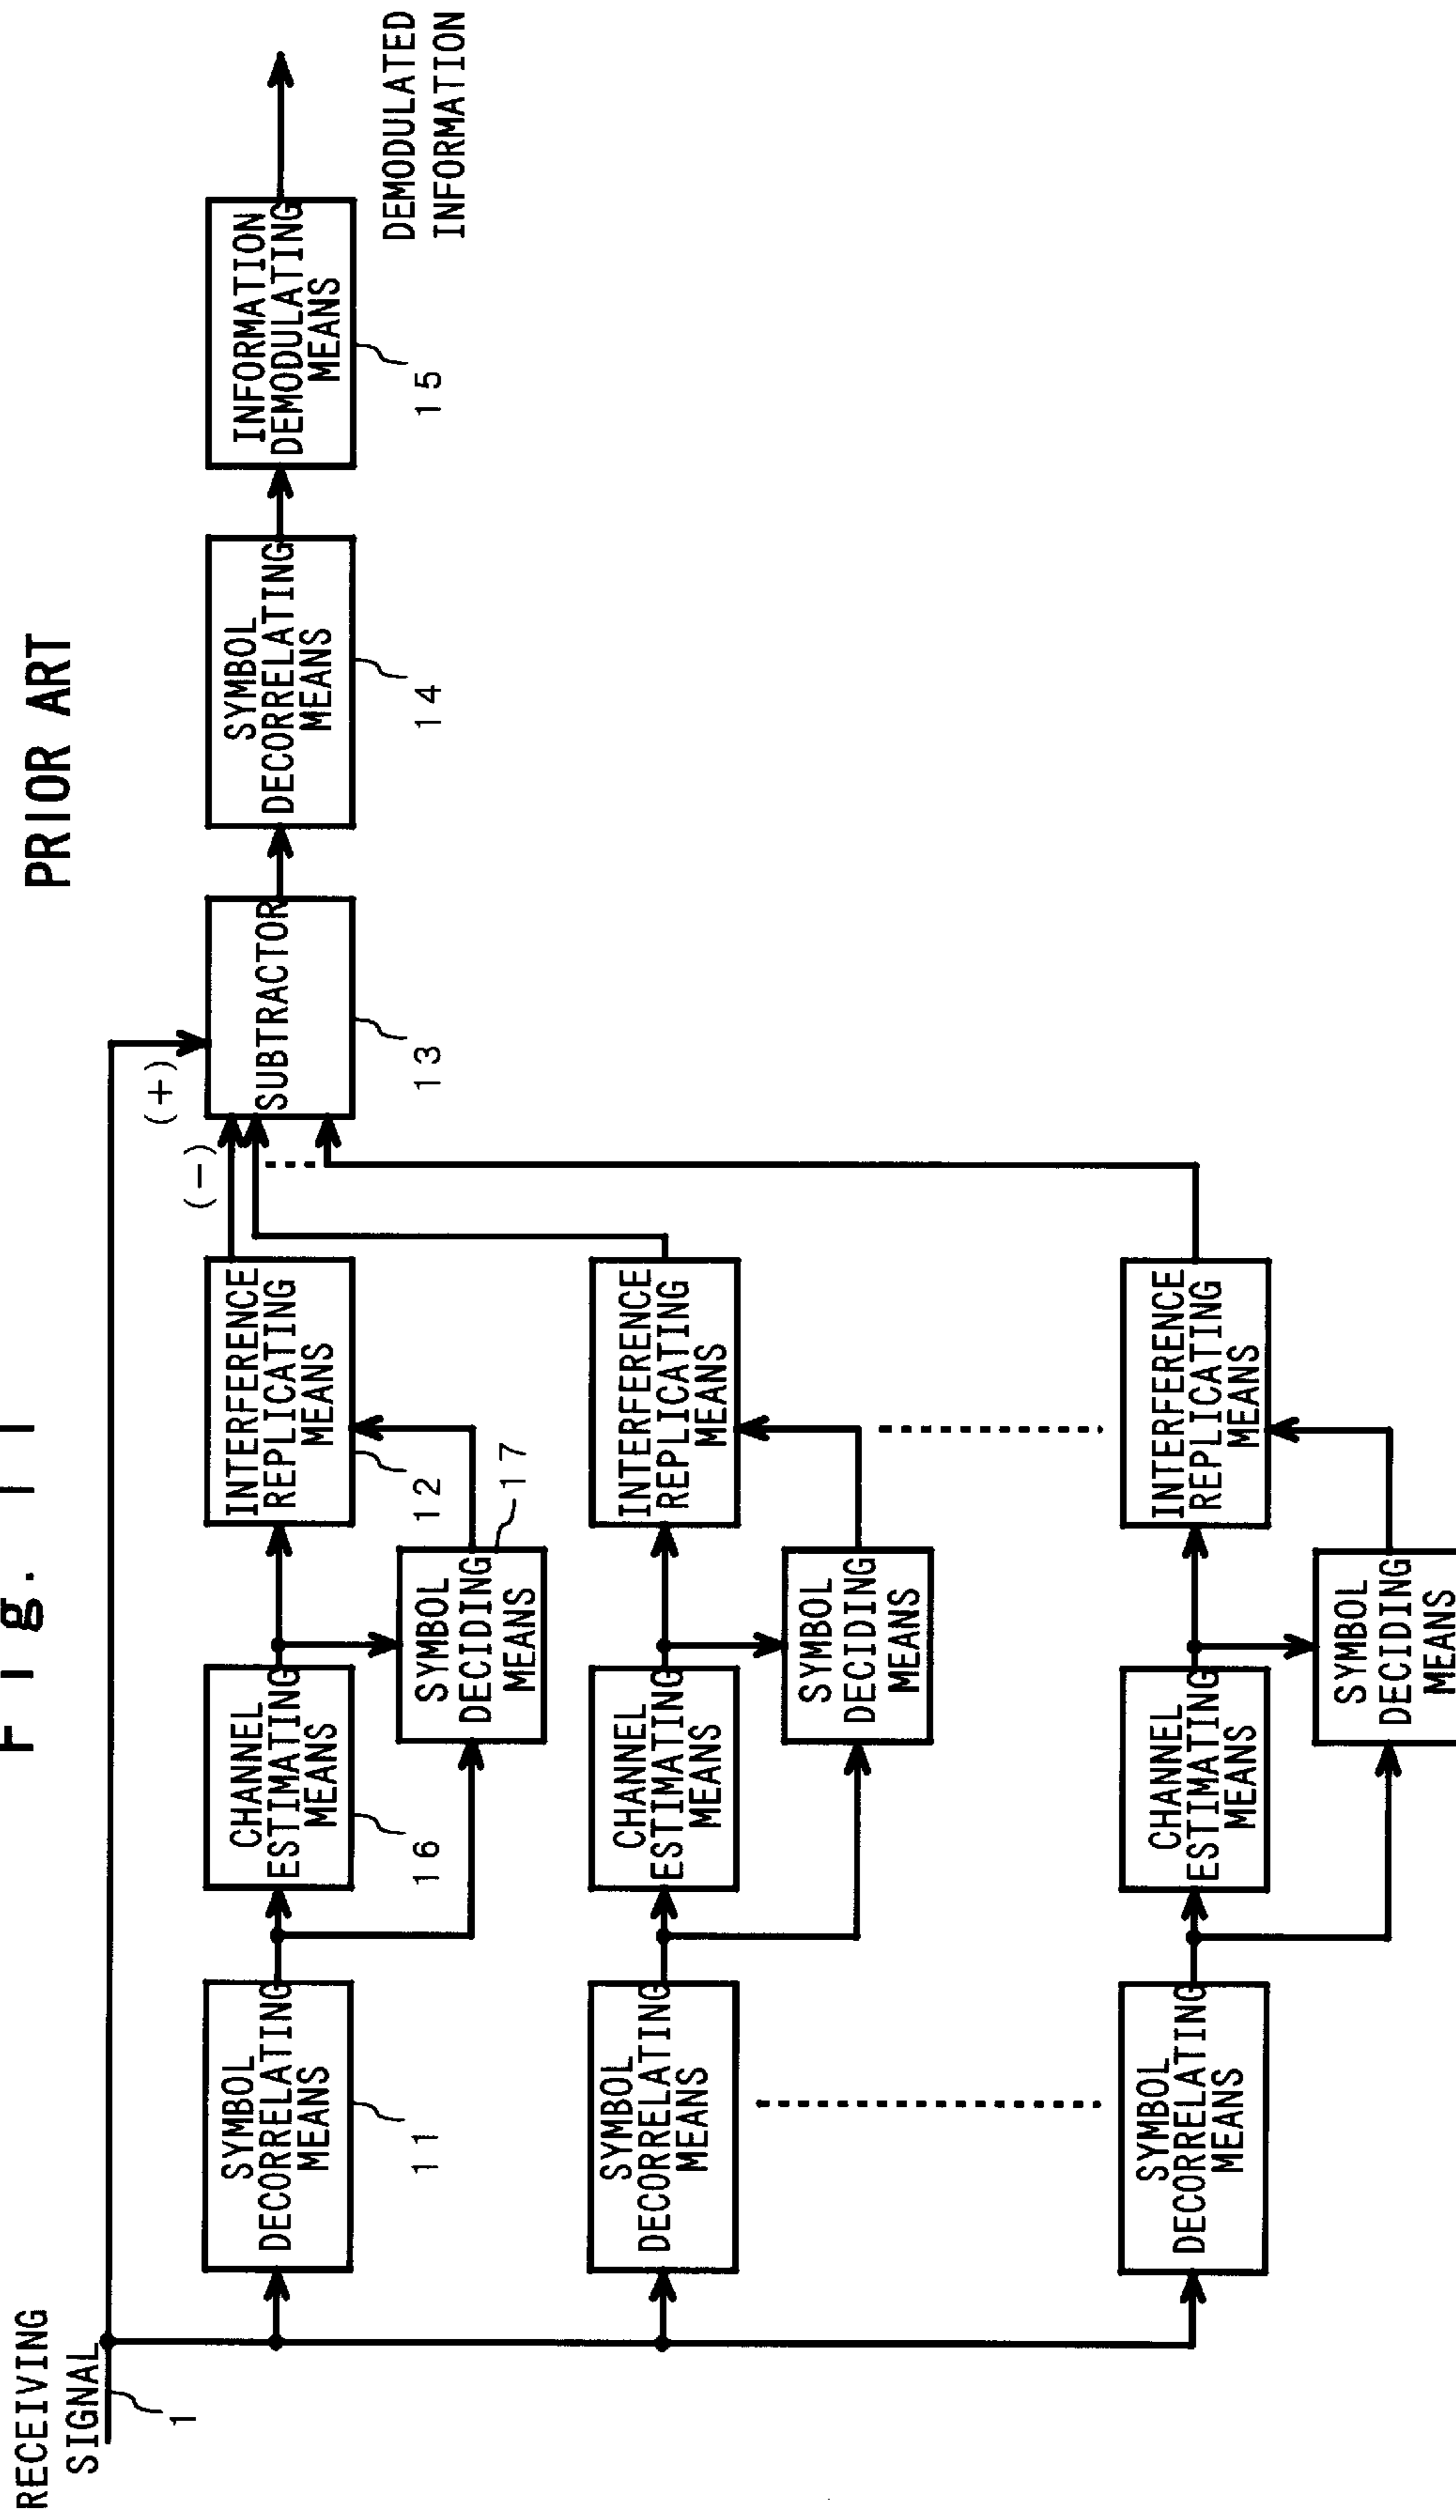 Fig. 11
PRIOR ART
RECEIVING
SIGNAL
1
(+)
(-)
SYMBOL
DECORRELATING
MEANS
11
CHANNEL
ESTIMATING
MEANS
16
SYMBOL
DECIDING
MEANS
17
INTERFERENCE
REPLICATING
MEANS
12
SUBTRACTOR
13
SYMBOL
DECORRELATING
MEANS
14
INFORMATION
DEMODULATING
MEANS
15
DEMODULATED
INFORMATION
SYMBOL
DECORRELATING
MEANS
CHANNEL
ESTIMATING
MEANS
SYMBOL
DECIDING
MEANS
INTERFERENCE
REPLICATING
MEANS
SYMBOL
DECORRELATING
MEANS
CHANNEL
ESTIMATING
MEANS
SYMBOL
DECIDING
MEANS
INTERFERENCE
REPLICATING
MEANS